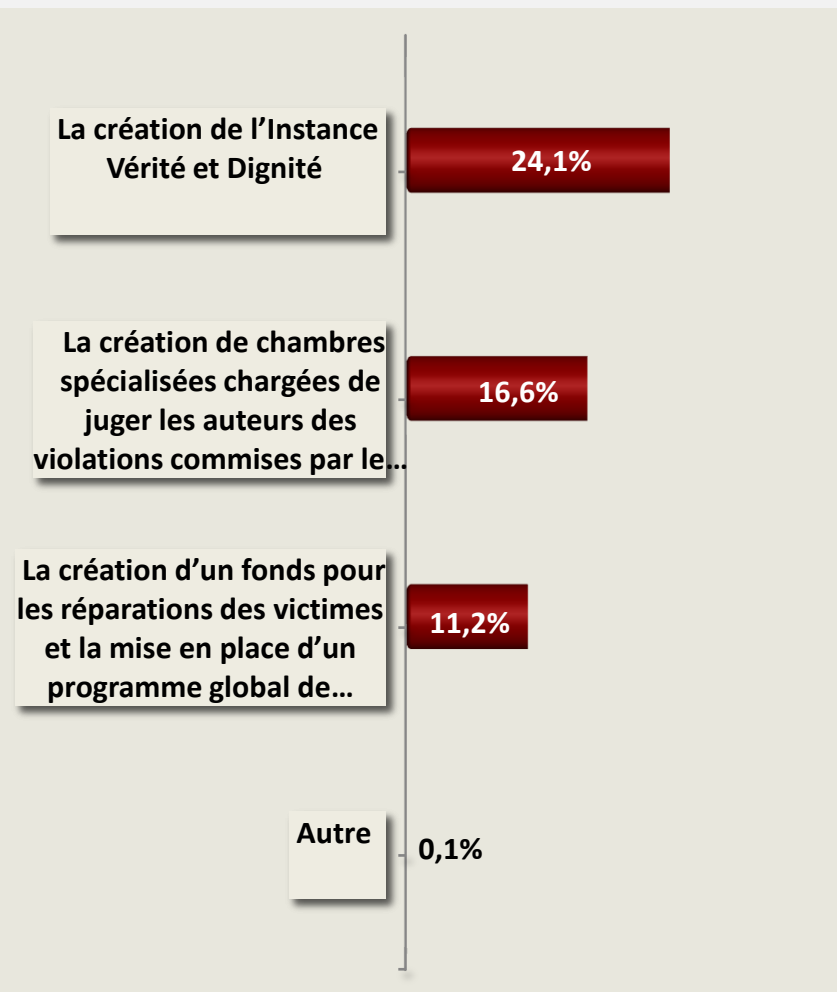 La création de l’Instance
Vérité et Dignité
24,1%
La création de chambres
spécialisées chargées de
juger les auteurs des
violations commises par le…
16,6%
La création d’un fonds pour
les réparations des victimes
et la mise en place d’un
programme global de…
11,2%
Autre
0,1%